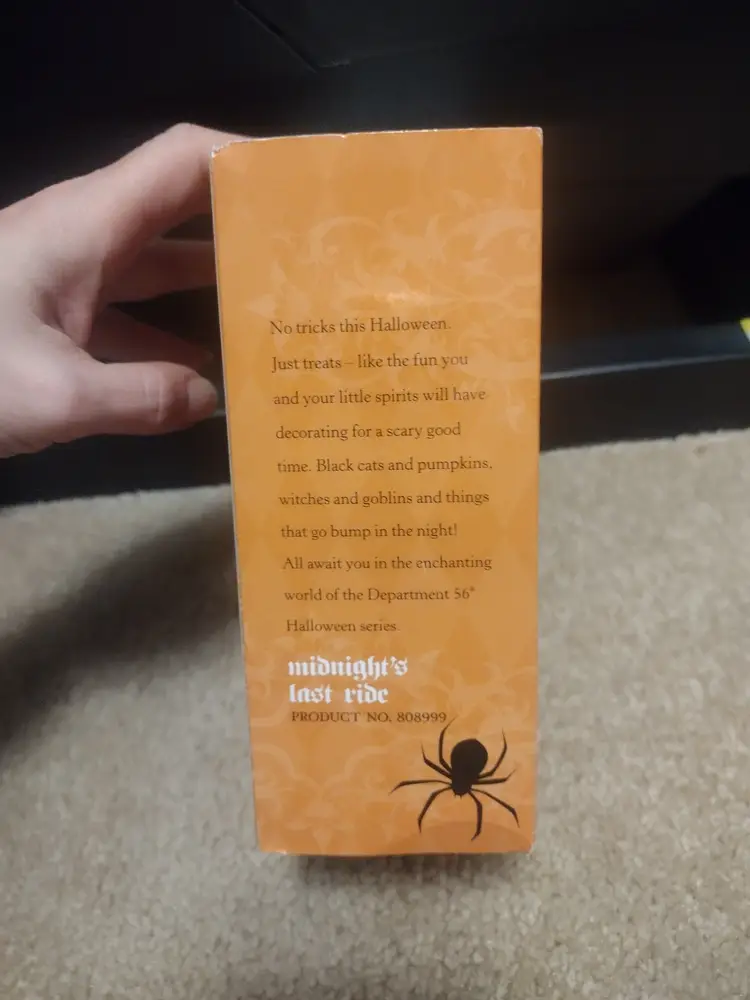 No tricks this Halloween.
Just treats – like the fun you
and your little spirits will have
decorating for a scary good
time. Black cats and pumpkins,
witches and goblins and things
that go bump in the night!
All await you in the enchanting
world of the Department 56®
Halloween series.
midnight's
last ride
PRODUCT NO. 808999